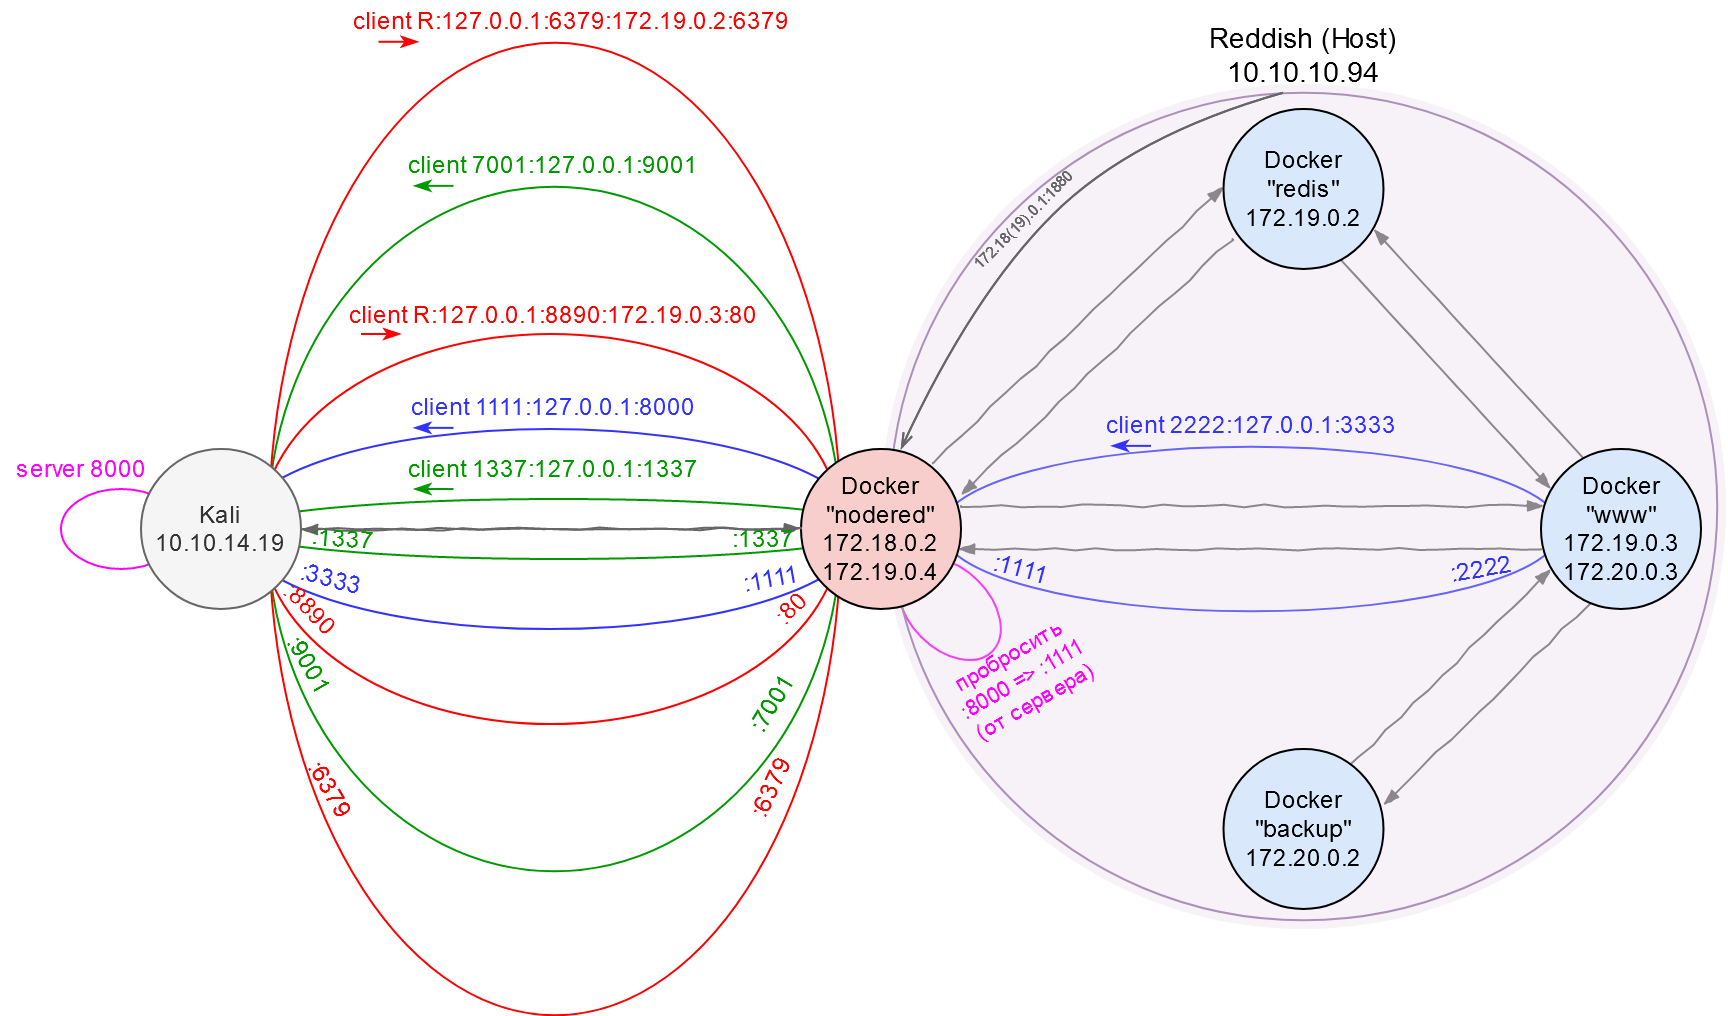 client R:127.0.0.1:6379:172.19.0.2:6379
Reddish (Host)
10.10.10.94
client 7001:127.0.0.1:9001
172.18(19).0.1:1880
Docker
"redis"
172.19.0.2
client R:127.0.0.1:8890:172.19.0.3:80
client 1111:127.0.0.1:8000
client 2222:127.0.0.1:3333
server 8000
client 1337:127.0.0.1:1337
Kali
10.10.14.19
Docker
"nodered"
172.18.0.2
172.19.0.4
Docker
"www"
172.19.0.3
172.20.0.3
:1337
:1337
:3333
:1111
:1111
:2222
:8890
:80
:9001
:7001
пробросить
:8000 => :1111
(от сервера)
:6379
:6379
Docker
"backup"
172.20.0.2